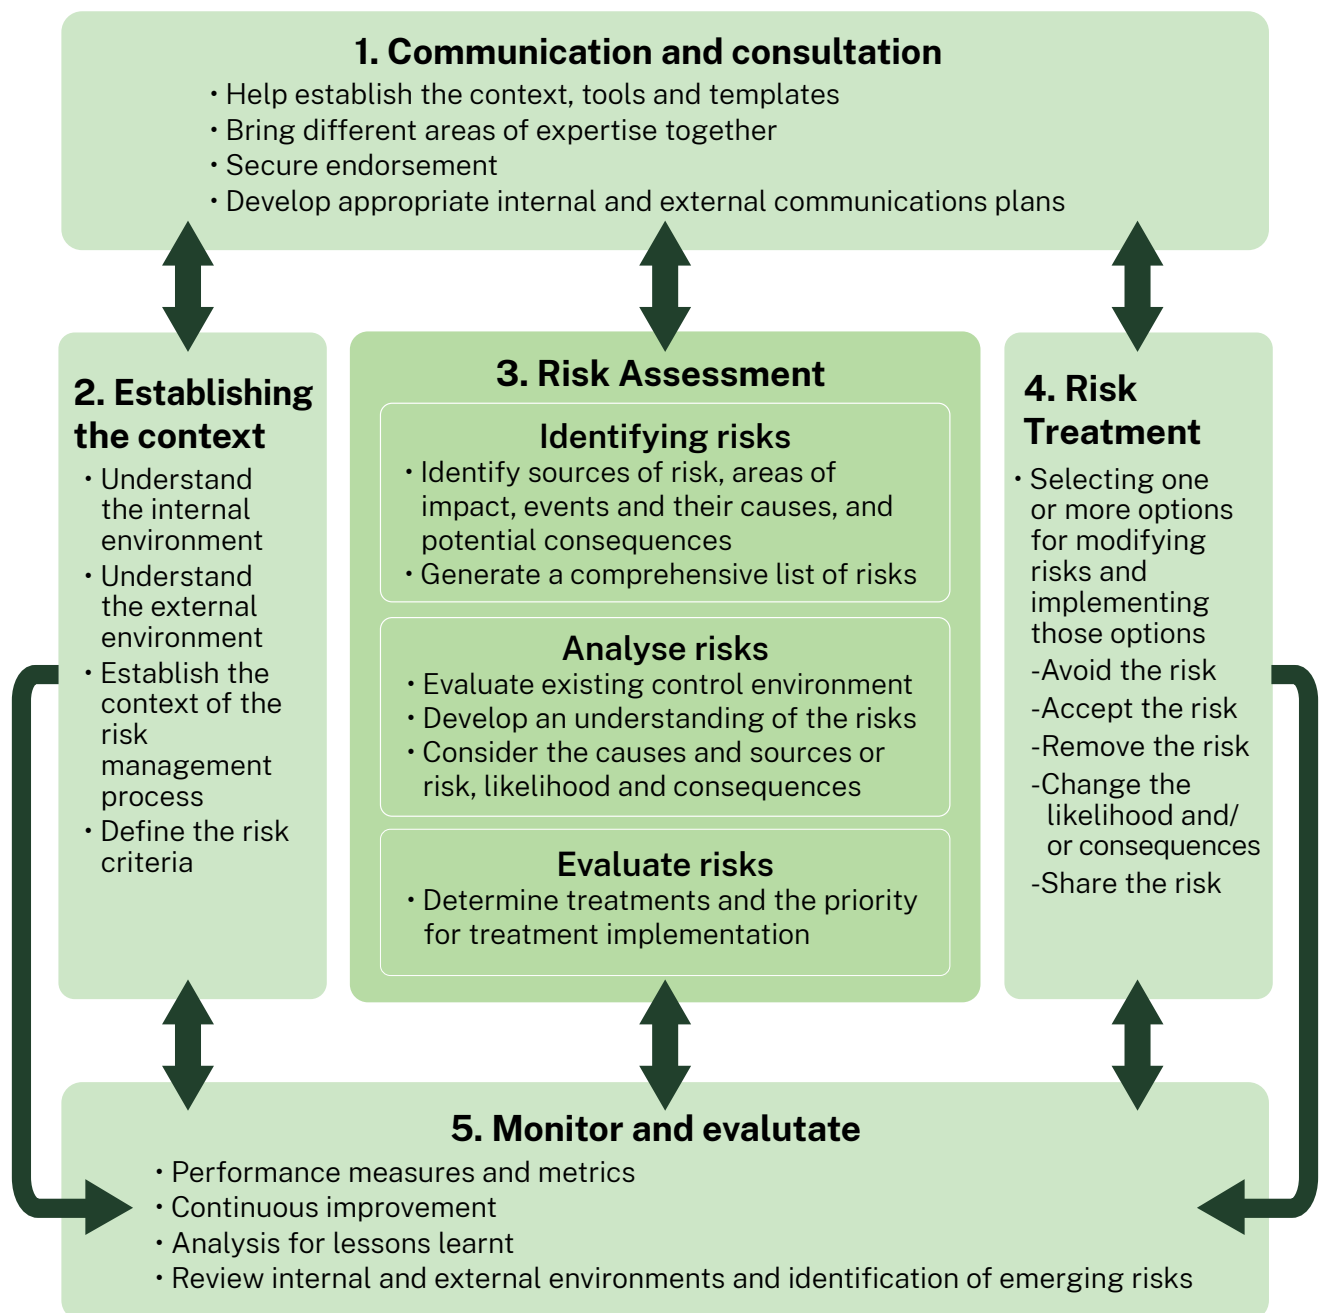 1. Communication and consultation
• Help establish the context, tools and templates
• Bring different areas of expertise together
• Secure endorsement
• Develop appropriate internal and external communications plans
2. Establishing
the context
• Understand
the internal
environment
• Understand
the external
environment
• Establish the
context of the
risk
management
process
• Define the risk
criteria
3. Risk Assessment
Identifying risks
• Identify sources of risk, areas of
impact, events and their causes, and
potential consequences
• Generate a comprehensive list of risks
Analyse risks
• Evaluate existing control environment
• Develop an understanding of the risks
• Consider the causes and sources or
risk, likelihood and consequences
Evaluate risks
• Determine treatments and the priority
for treatment implementation
4. Risk
Treatment
• Selecting one
or more options
for modifying
risks and
implementing
those options
-Avoid the risk
-Accept the risk
-Remove the risk
-Change the
likelihood and/
or consequences
-Share the risk
5. Monitor and evalutate
• Performance measures and metrics
• Continuous improvement
• Analysis for lessons learnt
• Review internal and external environments and identification of emerging risks